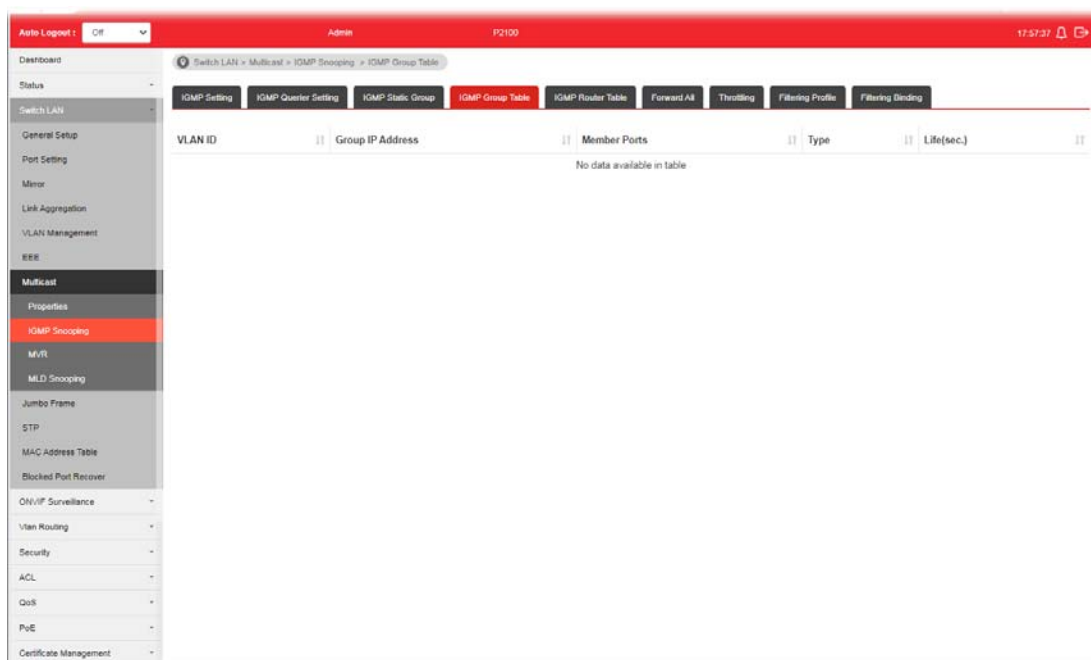 Auto Logout : Off Admin P2100 17:57:37
Dashboard
Status
Switch LAN
General Setup
Port Setting
Mirror
Link Aggregation
VLAN Management
EEE
Multicast
Properties
IGMP Snooping
MVR
MLD Snooping
Jumbo Frame
STP
MAC Address Table
Blocked Port Recover
ONVIF Surveillance
Vlan Routing
Security
ACL
QoS
PoE
Certificate Management
Switch LAN > Multicast > IGMP Snooping > IGMP Group Table
IGMP Setting IGMP Querier Setting IGMP Static Group IGMP Group Table IGMP Router Table Forward All Throttling Filtering Profile Filtering Binding
VLAN ID Group IP Address Member Ports Type Life(sec.)
No data available in table